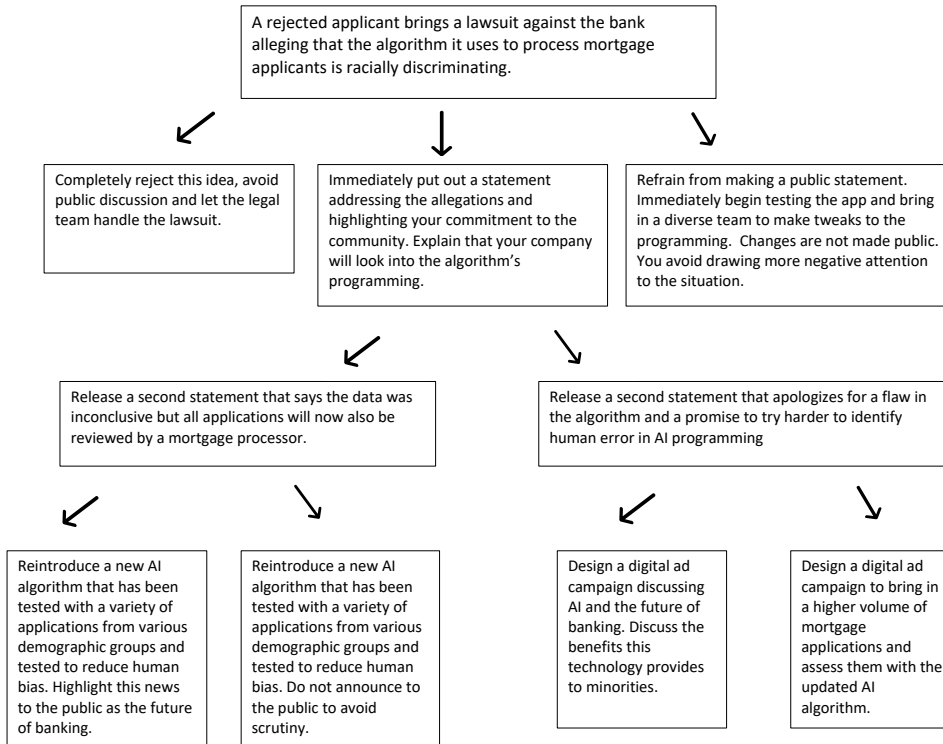 A rejected applicant brings a lawsuit against the bank
alleging that the algorithm it uses to process mortgage
applicants is racially discriminating.
Completely reject this idea, avoid
public discussion and let the legal
team handle the lawsuit.
Immediately put out a statement
addressing the allegations and
highlighting your commitment to the
community. Explain that your company
will look into the algorithm's
programming.
Refrain from making a public statement.
Immediately begin testing the app and bring
in a diverse team to make tweaks to the
programming.  Changes are not made public.
You avoid drawing more negative attention
to the situation.
Release a second statement that says the data was
inconclusive but all applications will now also be
reviewed by a mortgage processor.
Release a second statement that apologizes for a flaw in
the algorithm and a promise to try harder to identify
human error in AI programming
Reintroduce a new AI
algorithm that has been
tested with a variety of
applications from various
demographic groups and
tested to reduce human
bias. Highlight this news
to the public as the future
of banking.
Reintroduce a new AI
algorithm that has been
tested with a variety of
applications from various
demographic groups and
tested to reduce human
bias. Do not announce to
the public to avoid
scrutiny.
Design a digital ad
campaign discussing
AI and the future of
banking. Discuss the
benefits this
technology provides
to minorities.
Design a digital ad
campaign to bring in
a higher volume of
mortgage
applications and
assess them with the
updated AI
algorithm.